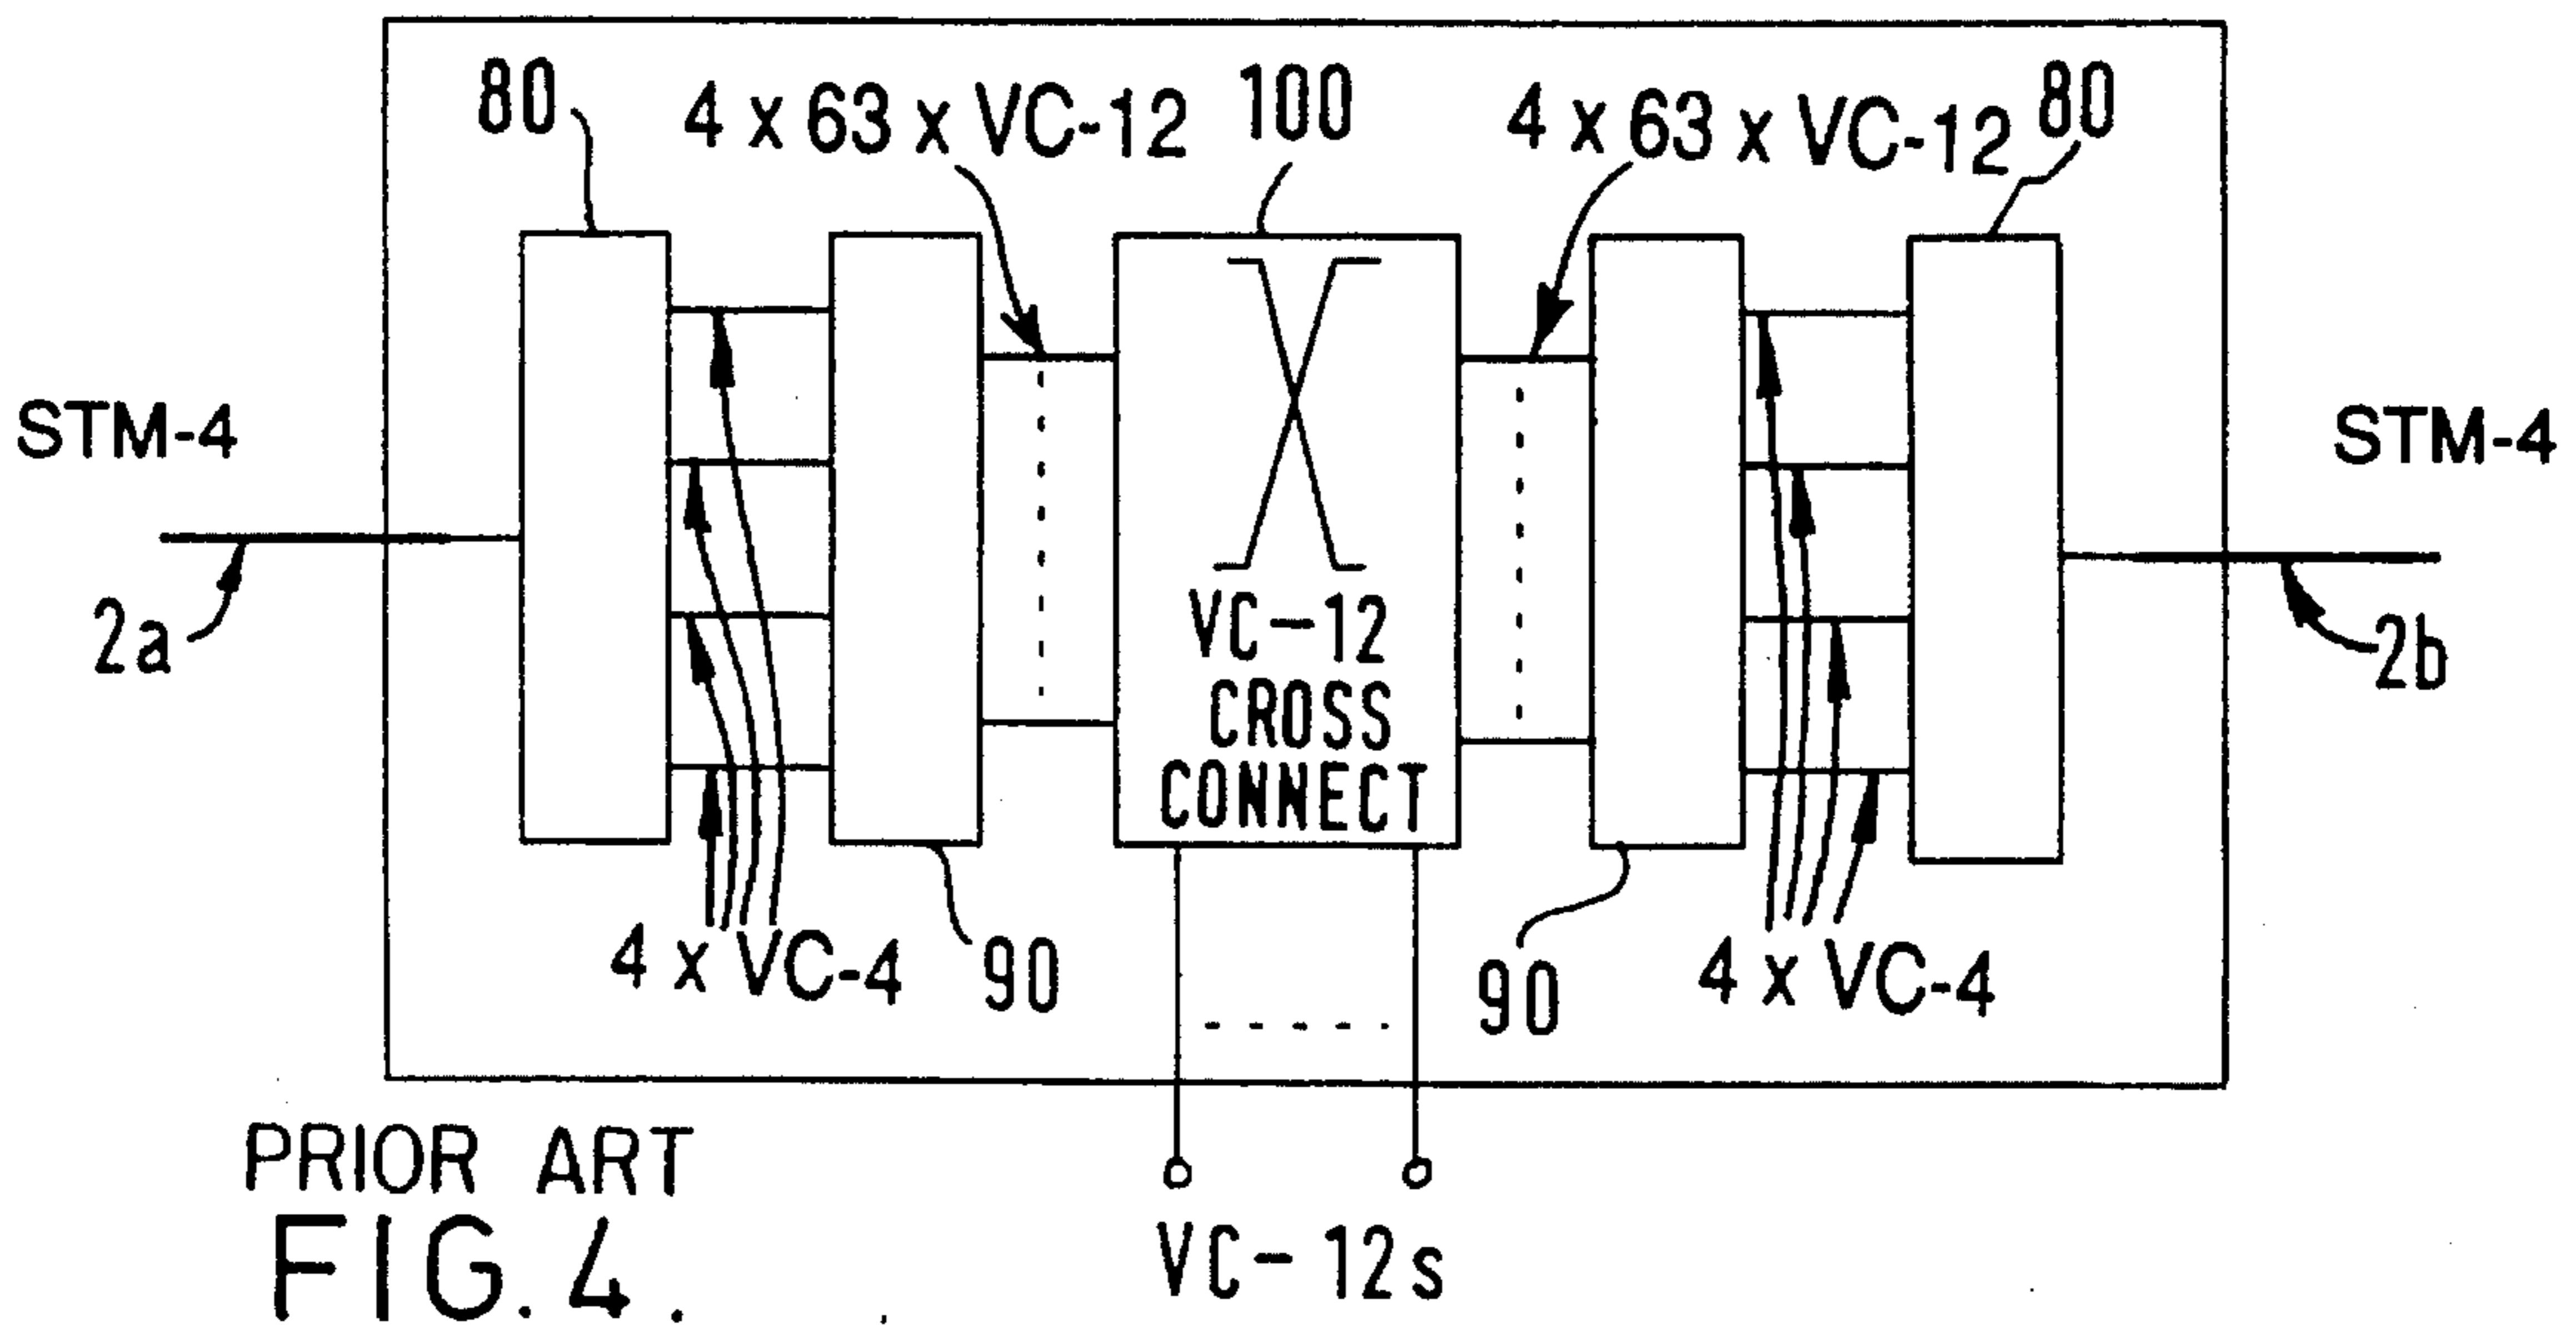 80
4 x 63 x VC-12
100
4 x 63 x VC-12
80
STM-4
STM-4
2a
2b
VC-12
CROSS
CONNECT
4 x VC-4
90
90
4 x VC-4
PRIOR ART
FIG. 4.
VC-12s